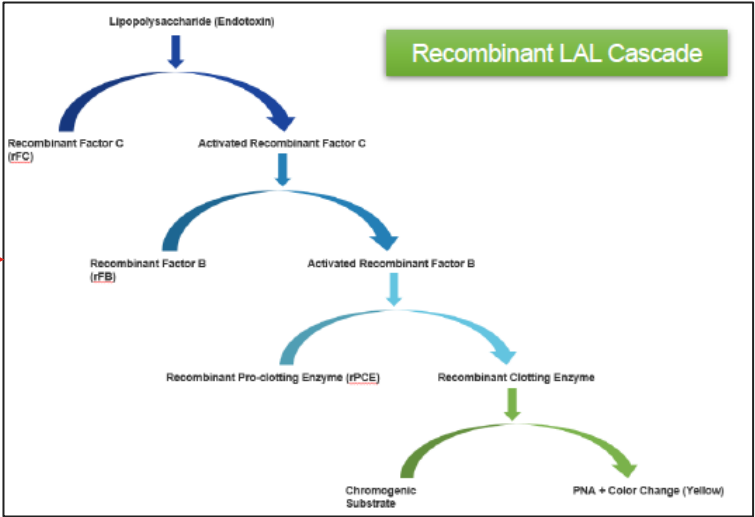 Lipopolysaccharide (Endotoxin)
Recombinant LAL Cascade
Recombinant Factor C
(rFC)
Activated Recombinant Factor C
Recombinant Factor B
(rFB)
Activated Recombinant Factor B
Recombinant Pro-clotting Enzyme (rPCE)
Recombinant Clotting Enzyme
Chromogenic
Substrate
PNA + Color Change (Yellow)